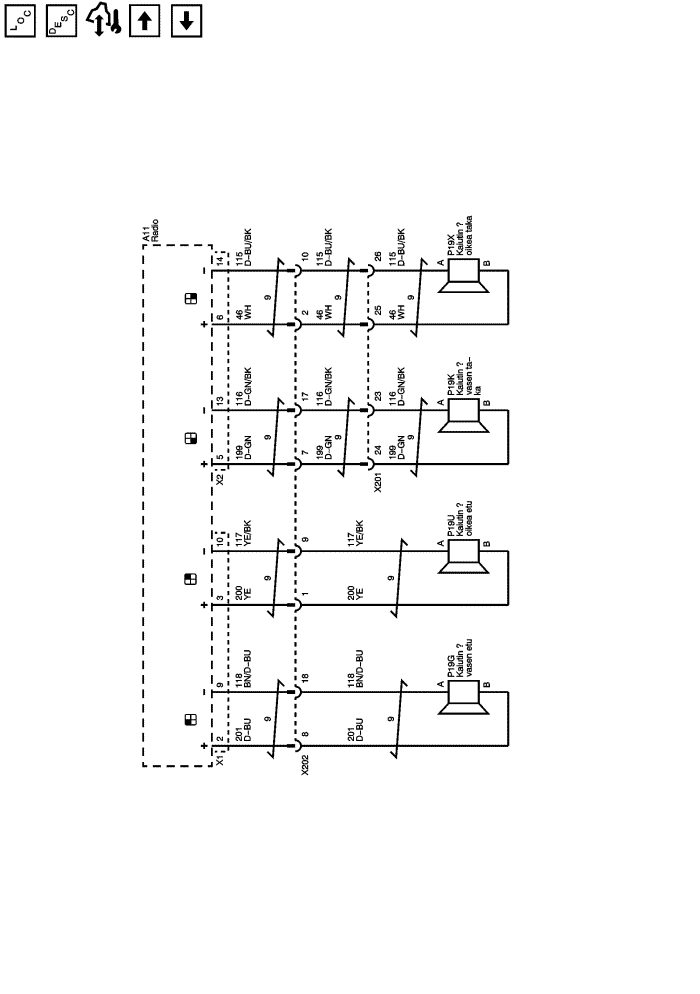 LOC
DESC
A11
Radio
X1
2
201
D-BU
8
X202
201
D-BU
9
118
BN/D-BU
18
118
BN/D-BU
9
9
A
B
P19G
Kaiutin ?
vasen etu
3
200
YE
1
200
YE
10
117
YE/BK
9
117
YE/BK
9
9
A
B
P19U
Kaiutin ?
oikea etu
X2
5
199
D-GN
7
199
D-GN
24
X201
199
D-GN
13
116
D-GN/BK
17
116
D-GN/BK
23
116
D-GN/BK
9
9
9
A
B
P19K
Kaiutin ?
vasen ta-
ka
6
46
WH
2
46
WH
25
46
WH
14
115
D-BU/BK
10
115
D-BU/BK
26
115
D-BU/BK
9
9
9
A
B
P19X
Kaiutin ?
oikea taka